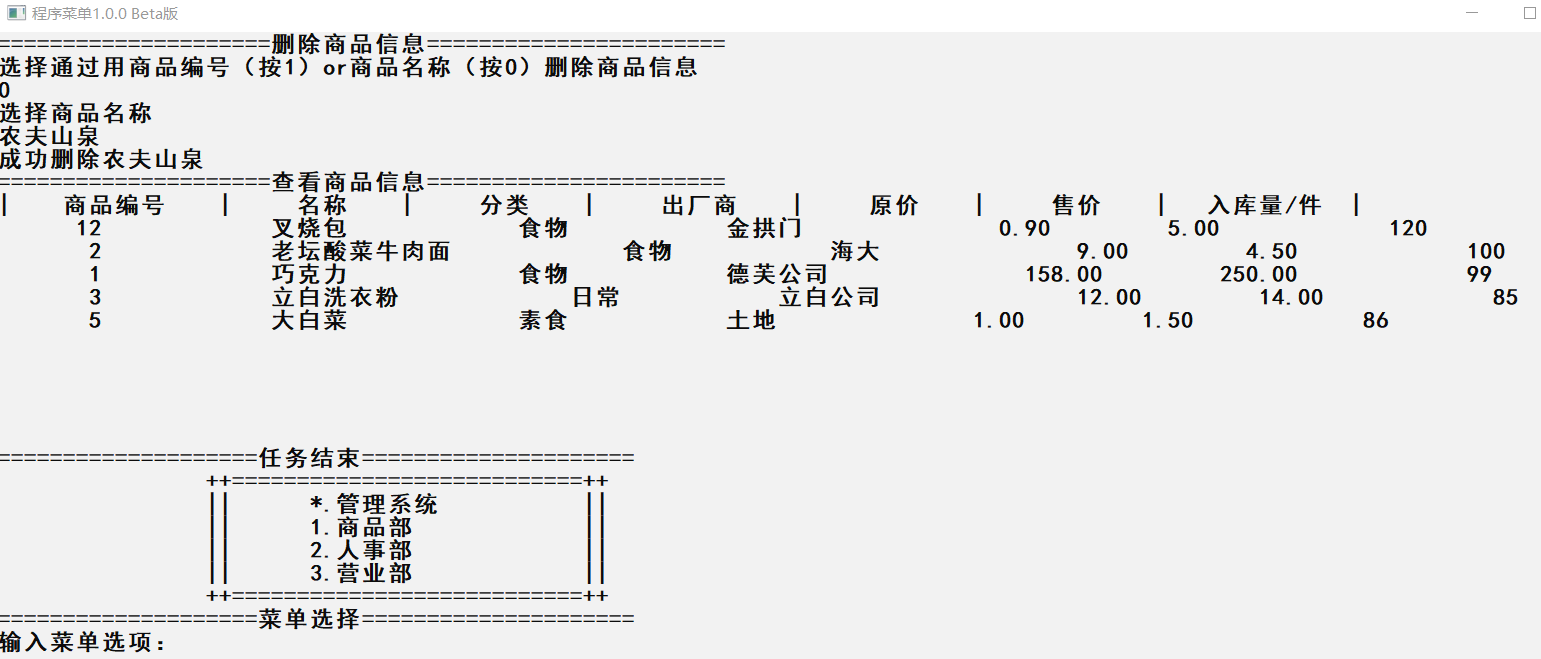 程序菜单1.0.0 Beta版
=====================删除商品信息=======================
选择通过用商品编号（按1）or商品名称（按0）删除商品信息
0
选择商品名称
农夫山泉
成功删除农夫山泉
=====================查看商品信息=======================
| 商品编号 | 名称 | 分类 | 出厂商 | 原价 | 售价 | 入库量/件 |
12 叉烧包 食物 金拱门 0.90 5.00 120
2 老坛酸菜牛肉面 食物 海大 9.00 4.50 100
1 巧克力 食物 德芙公司 158.00 250.00 99
3 立白洗衣粉 日常 立白公司 12.00 14.00 85
5 大白菜 素食 土地 1.00 1.50 86
====================任务结束=====================
++===========================++
|| *.管理系统 ||
|| 1.商品部 ||
|| 2.人事部 ||
|| 3.营业部 ||
++===========================++
====================菜单选择=====================
输入菜单选项：